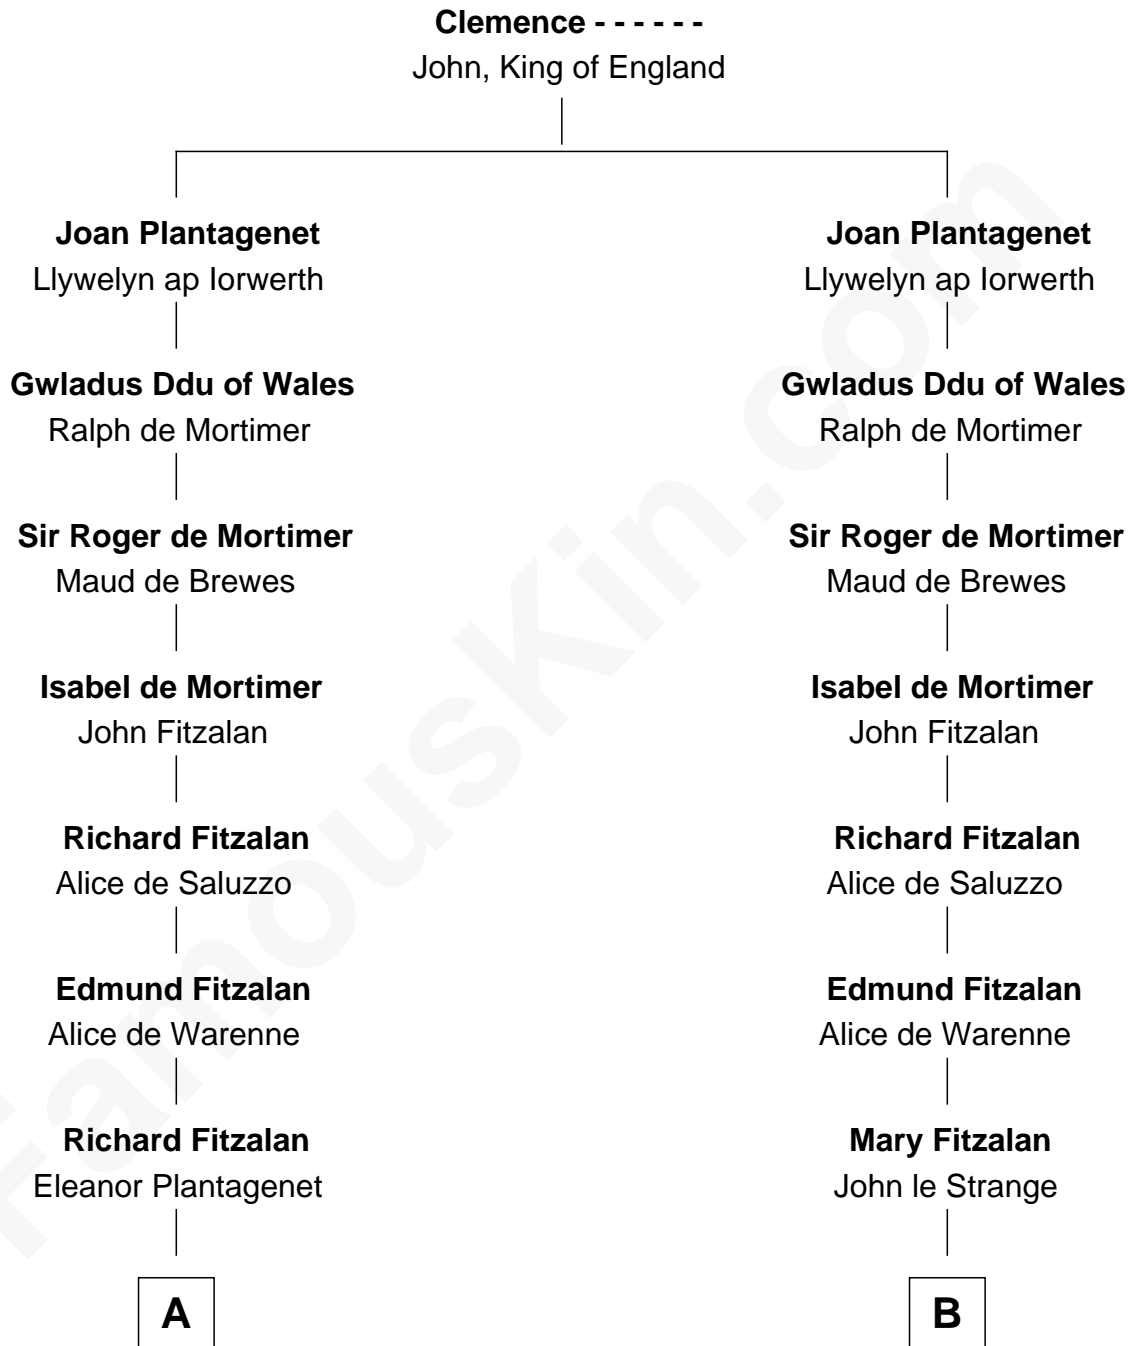 Clemence - - - - - -
John, King of England
Joan Plantagenet
Llywelyn ap Iorwerth
Gwladus Ddu of Wales
Ralph de Mortimer
Sir Roger de Mortimer
Maud de Brewes
Isabel de Mortimer
John Fitzalan
Richard Fitzalan
Alice de Saluzzo
Edmund Fitzalan
Alice de Warenne
Richard Fitzalan
Eleanor Plantagenet
A
Joan Plantagenet
Llywelyn ap Iorwerth
Gwladus Ddu of Wales
Ralph de Mortimer
Sir Roger de Mortimer
Maud de Brewes
Isabel de Mortimer
John Fitzalan
Richard Fitzalan
Alice de Saluzzo
Edmund Fitzalan
Alice de Warenne
Mary Fitzalan
John le Strange
B
FamousKin.com